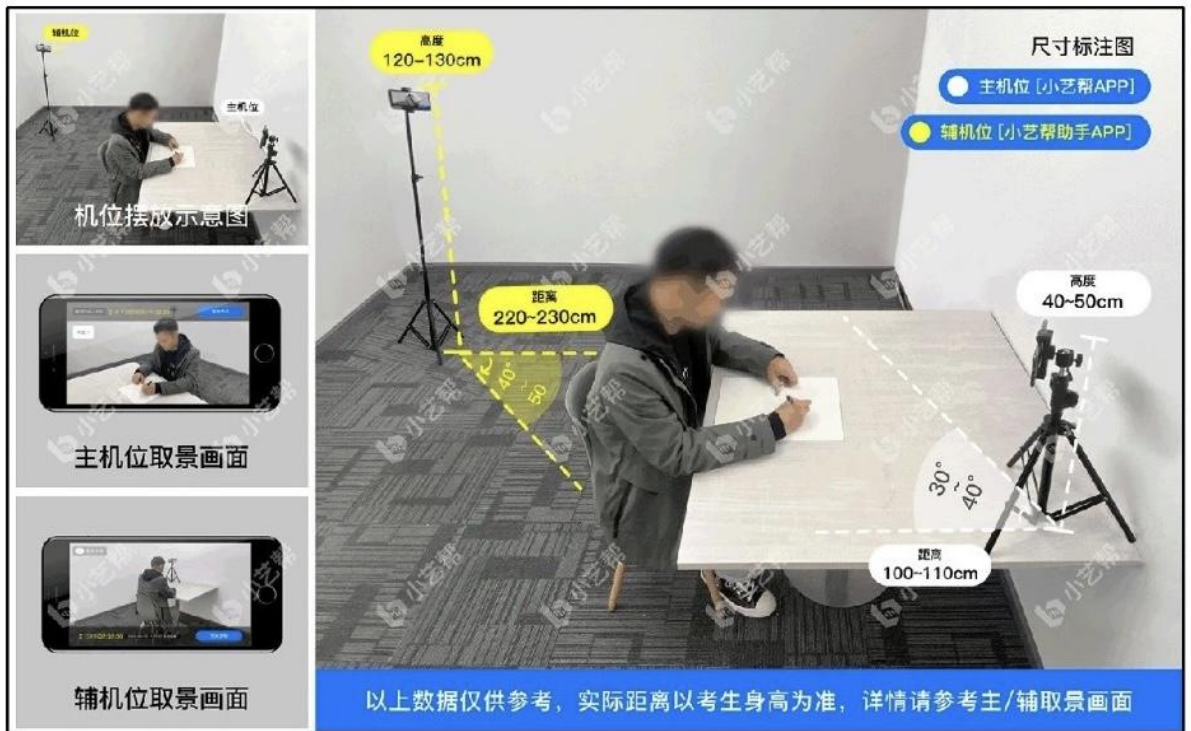 辅机位
主机位
机位摆放示意图
主机位取景画面
辅机位取景画面
尺寸标注图
主机位 [小艺帮APP]
辅机位 [小艺帮助手APP]
高度
120-130cm
距离
220~230cm
40°
~
50
高度
40~50cm
30°
~
40°
距离
100~110cm
以上数据仅供参考，实际距离以考生身高为准，详情请参考主/辅取景画面
小艺帮